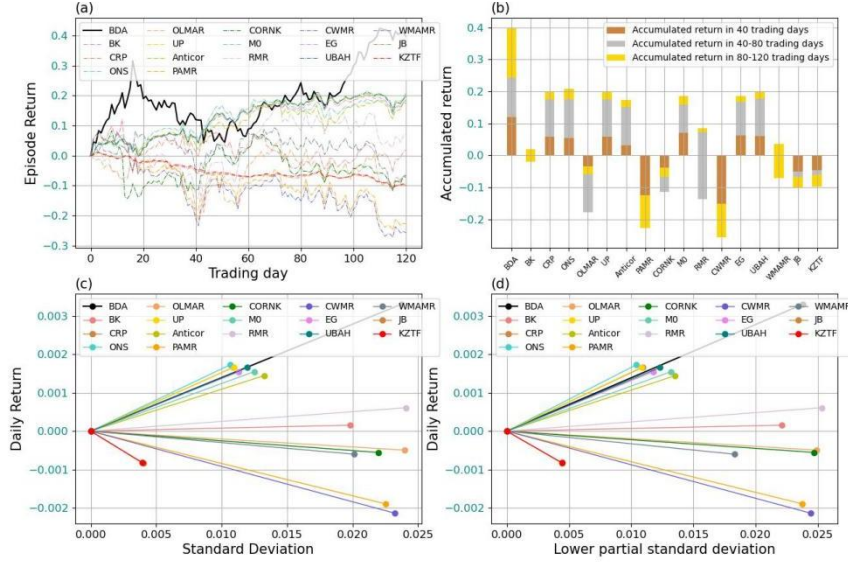 (a)
BDA OLMAR CORNK CWMR WMAMR
BK UP M0 EG JB
CRP Anticor RMR UBAH KZTF
ONS PAMR
0.4
0.3
0.2
0.1
0.0
−0.1
−0.2
−0.3
Episode Return
0 20 40 60 80 100 120
Trading day
(b)
Accumulated return in 40 trading days
Accumulated return in 40-80 trading days
Accumulated return in 80-120 trading days
0.4
0.3
0.2
0.1
0.0
−0.1
−0.2
Accumulated return
BDA BK CRP ONS OLMAR UP Anticor PAMR CORNK M0 RMR CWMR EG UBAH WMAMR JB KZTF
(c)
BDA OLMAR CORNK CWMR WMAMR
BK UP M0 EG JB
CRP Anticor RMR UBAH KZTF
ONS PAMR
0.003
0.002
0.001
0.000
−0.001
−0.002
Daily Return
0.000 0.005 0.010 0.015 0.020 0.025
Standard Deviation
(d)
BDA OLMAR CORNK CWMR WMAMR
BK UP M0 EG JB
CRP Anticor RMR UBAH KZTF
ONS PAMR
0.003
0.002
0.001
0.000
−0.001
−0.002
Daily Return
0.000 0.005 0.010 0.015 0.020 0.025
Lower partial standard deviation